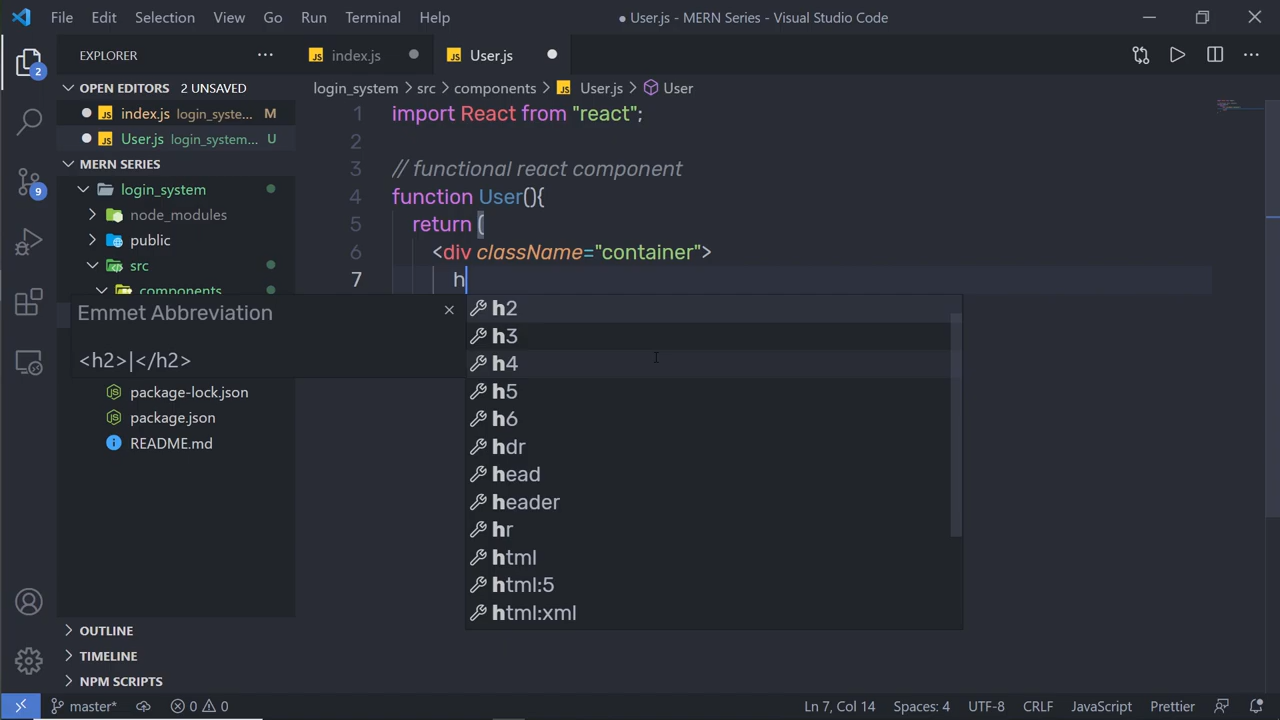 File Edit Selection View Go Run Terminal Help
● User.js - MERN Series - Visual Studio Code
EXPLORER
index.js
User.js
OPEN EDITORS 2 UNSAVED
index.js login_syste... M
User.js login_system... U
MERN SERIES
login_system
node_modules
public
src
components
package-lock.json
package.json
README.md
OUTLINE
TIMELINE
NPM SCRIPTS
2
9
login_system > src > components > User.js > User
1 import React from "react";
2
3 // functional react component
4 function User(){
5 return (
6 <div className="container">
7 h
Emmet Abbreviation
<h2>|</h2>
h2
h3
h4
h5
h6
hdr
head
header
hr
html
html:5
html:xml
master* 0 0
Ln 7, Col 14 Spaces: 4 UTF-8 CRLF JavaScript Prettier